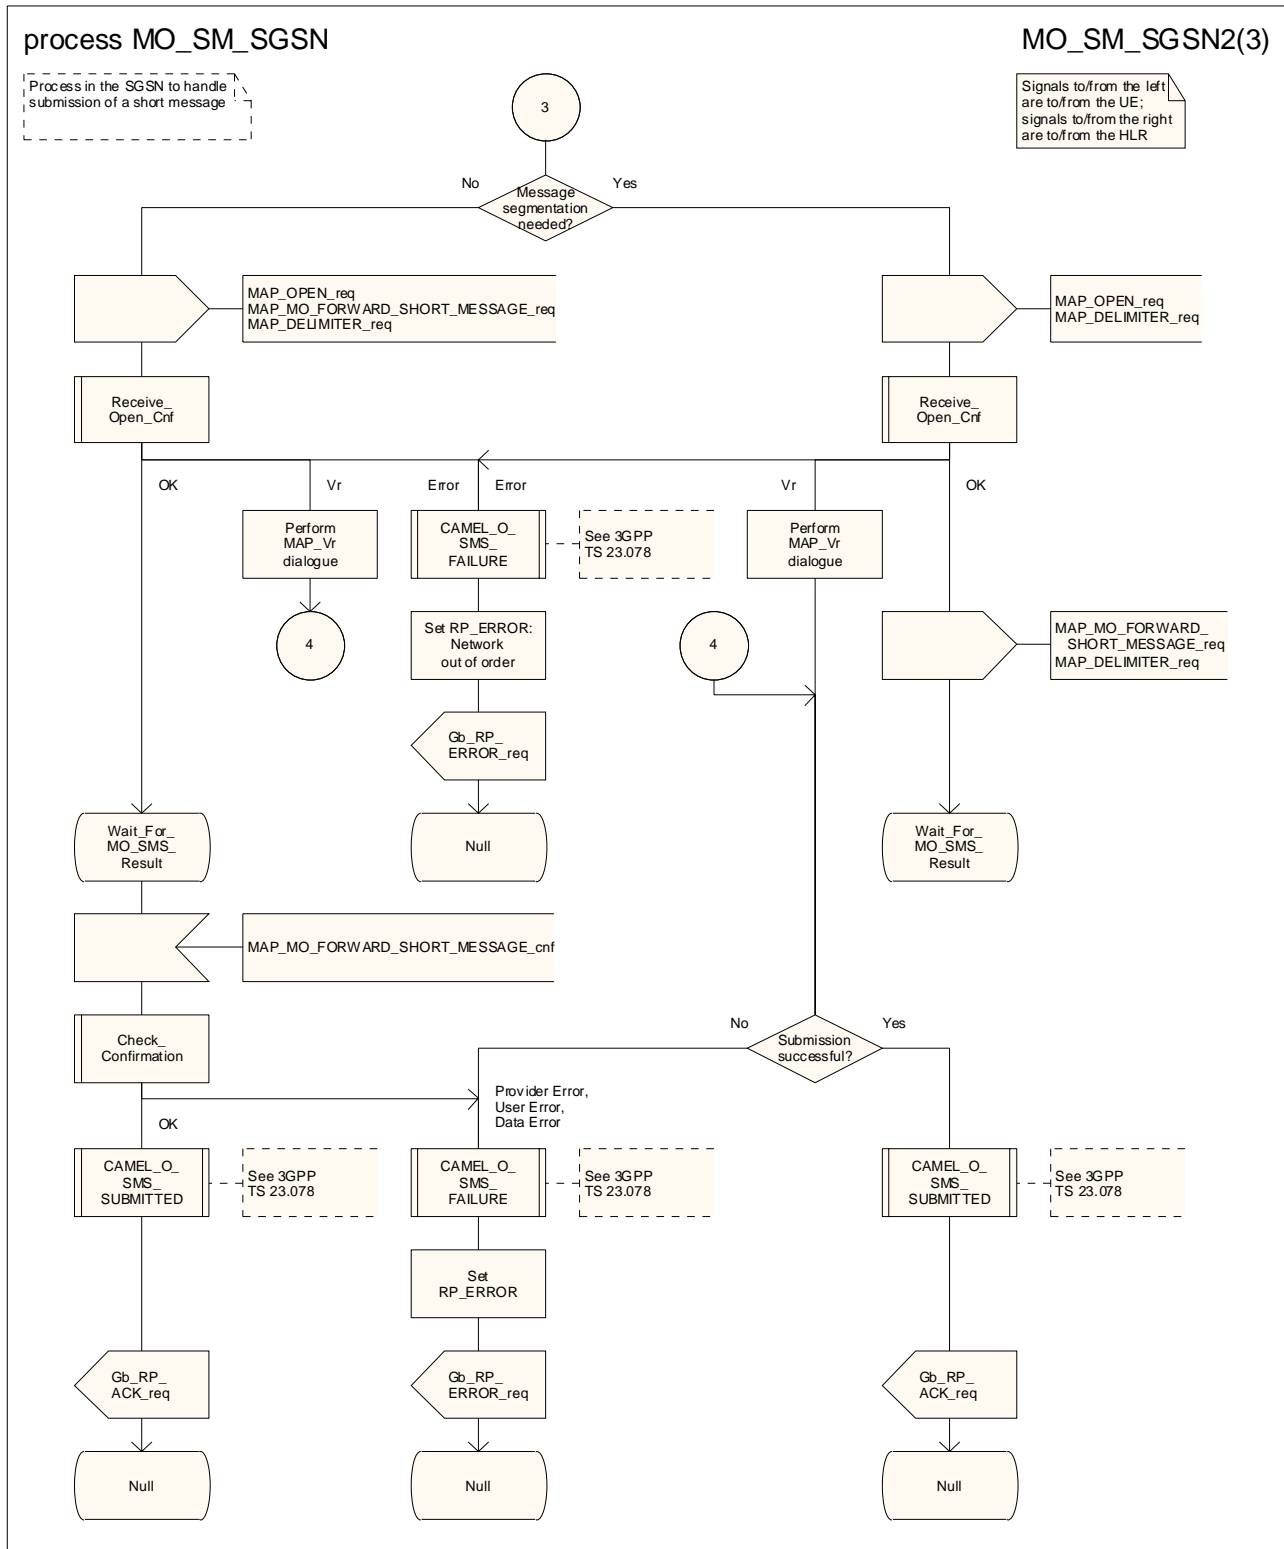 process MO_SM_SGSN
MO_SM_SGSN2(3)
Process in the SGSN to handle
submission of a short message
3
Signals to/from the left
are to/from the UE;
signals to/from the right
are to/from the HLR
No
Message
segmentation
needed?
Yes
MAP_OPEN_req
MAP_MO_FORWARD_SHORT_MESSAGE_req
MAP_DELIMITER_req
MAP_OPEN_req
MAP_DELIMITER_req
Receive_
Open_Cnf
Receive_
Open_Cnf
OK
Vr
Error
Error
Vr
OK
Perform
MAP_Vr
dialogue
CAMEL_O_
SMS_
FAILURE
See 3GPP
TS 23.078
Perform
MAP_Vr
dialogue
4
Set RP_ERROR:
Network
out of order
4
MAP_MO_FORWARD_
SHORT_MESSAGE_req
MAP_DELIMITER_req
Gb_RP_
ERROR_req
Wait_For_
MO_SMS_
Result
Null
Wait_For_
MO_SMS_
Result
MAP_MO_FORWARD_SHORT_MESSAGE_cnf
Check_
Confirmation
No
Submission
successful?
Yes
Provider Error,
User Error,
Data Error
OK
CAMEL_O_
SMS_
SUBMITTED
See 3GPP
TS 23.078
CAMEL_O_
SMS_
FAILURE
See 3GPP
TS 23.078
CAMEL_O_
SMS_
SUBMITTED
See 3GPP
TS 23.078
Set
RP_ERROR
Gb_RP_
ACK_req
Gb_RP_
ERROR_req
Gb_RP_
ACK_req
Null
Null
Null